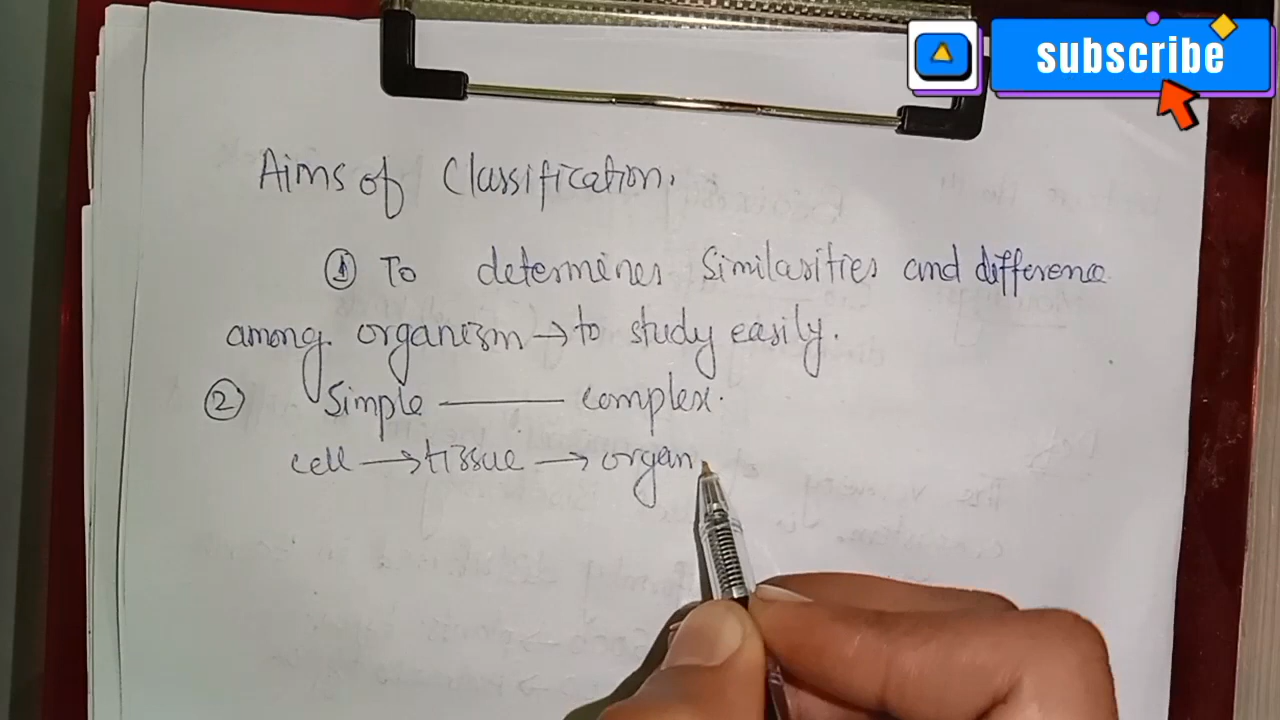 subscribe
Aims of Classification.
① To determines Similarities and difference
among organism → to study easily.
② Simple —— complex.
cell → tissue → organ